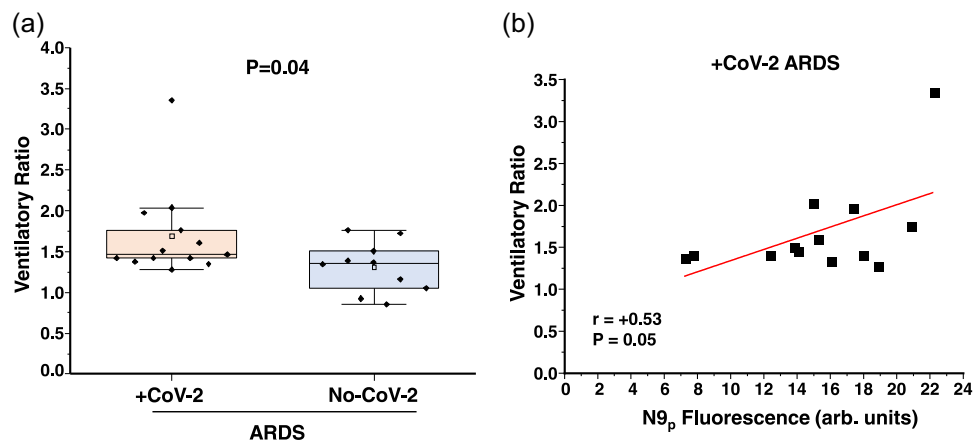 (a)
P=0.04
Ventilatory Ratio
4.0
3.5
3.0
2.5
2.0
1.5
1.0
0.5
0.0
+CoV-2 No-CoV-2
ARDS
(b)
+CoV-2 ARDS
Ventilatory Ratio
3.5
3.0
2.5
2.0
1.5
1.0
0.5
0.0
r = +0.53
P = 0.05
0 2 4 6 8 10 12 14 16 18 20 22 24
N9p Fluorescence (arb. units)